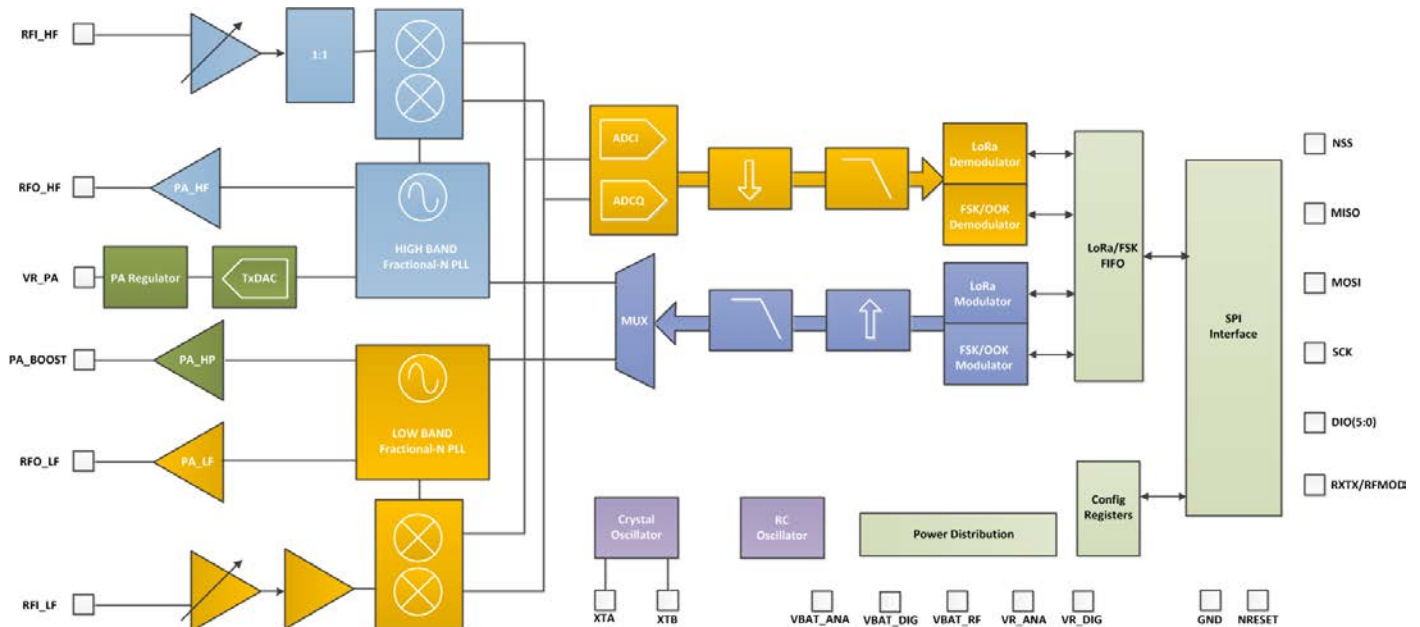 RFI_HF
1:1
RFO_HF
PA_HF
HIGH BAND
Fractional-N PLL
VR_PA
PA Regulator
TxDAC
PA_BOOST
PA_HP
LOW BAND
Fractional-N PLL
RFO_LF
PA_LF
RFI_LF
ADCI
ADCQ
MUX
LoRa
Demodulator
FSK/OOK
Demodulator
LoRa
Modulator
FSK/OOK
Modulator
LoRa/FSK
FIFO
SPI
Interface
Config
Registers
Crystal
Oscillator
RC
Oscillator
Power Distribution
NSS
MISO
MOSI
SCK
DIO(5:0)
RXTX/RFMOD
XTA
XTB
VBAT_ANA
VBAT_DIG
VBAT_RF
VR_ANA
VR_DIG
GND
NRESET